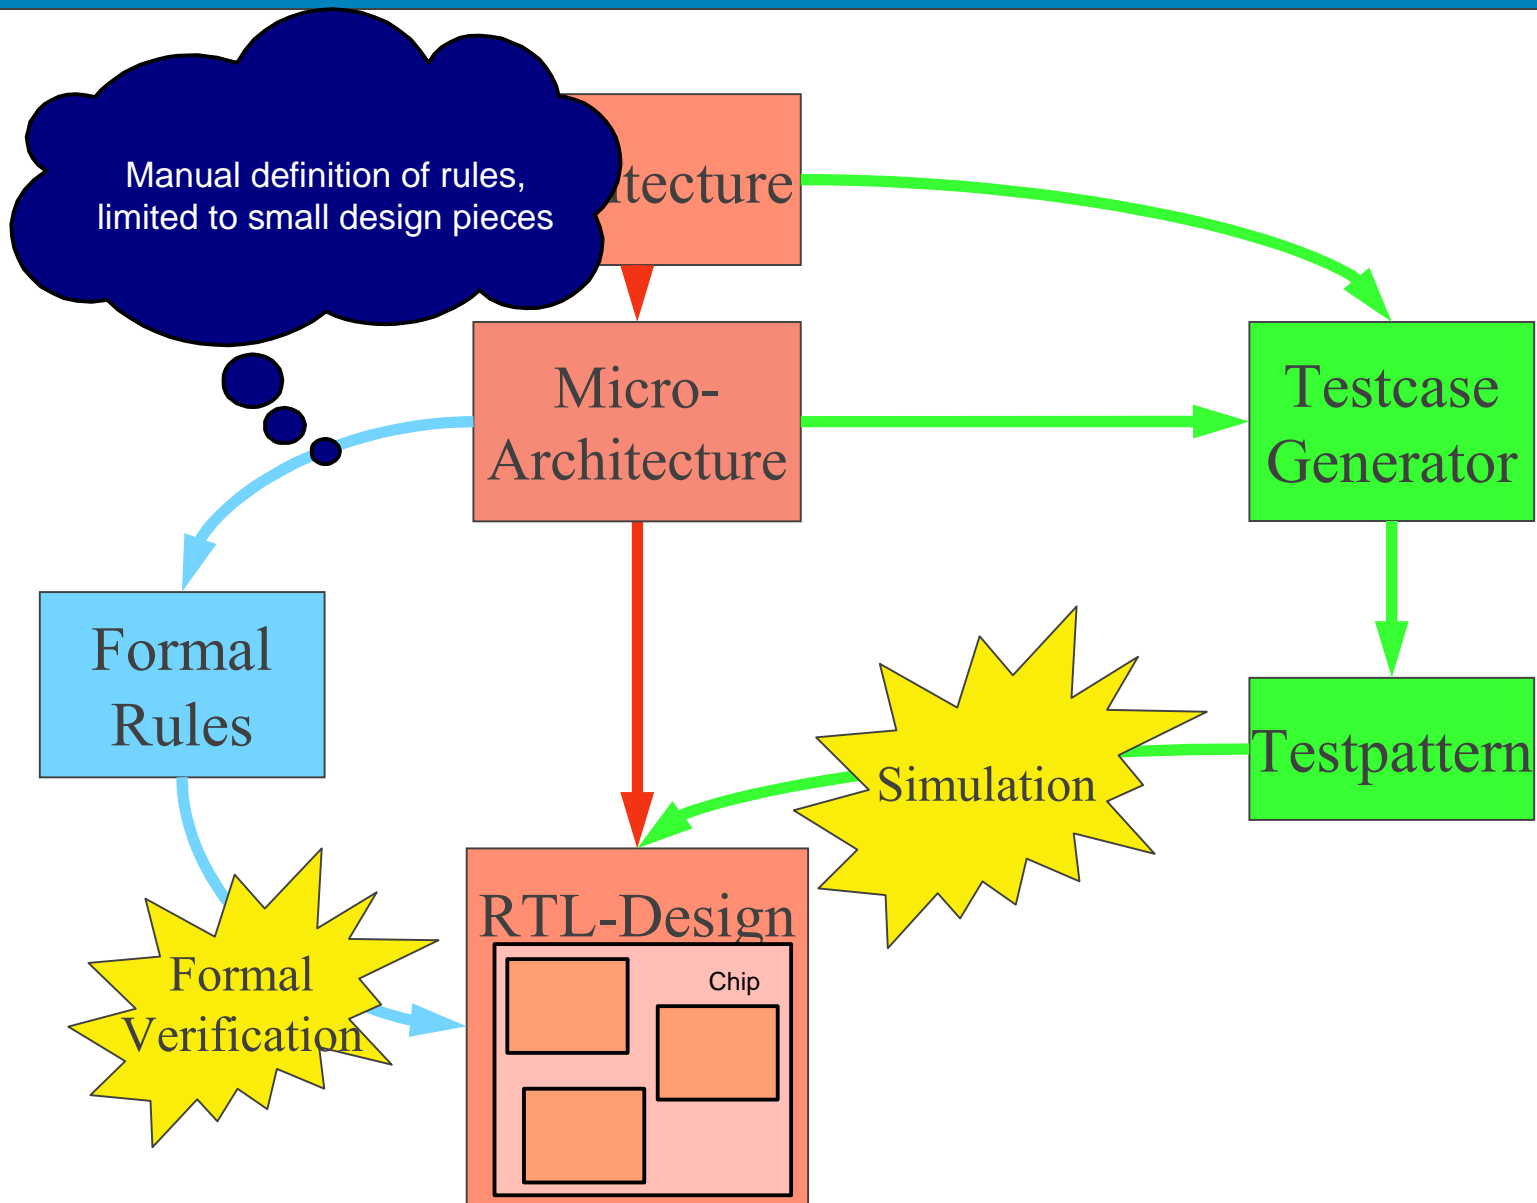 Manual definition of rules,
limited to small design pieces
itecture
Micro-
Architecture
Testcase
Generator
Formal
Rules
Simulation
Testpattern
RTL-Design
Chip
Formal
Verification